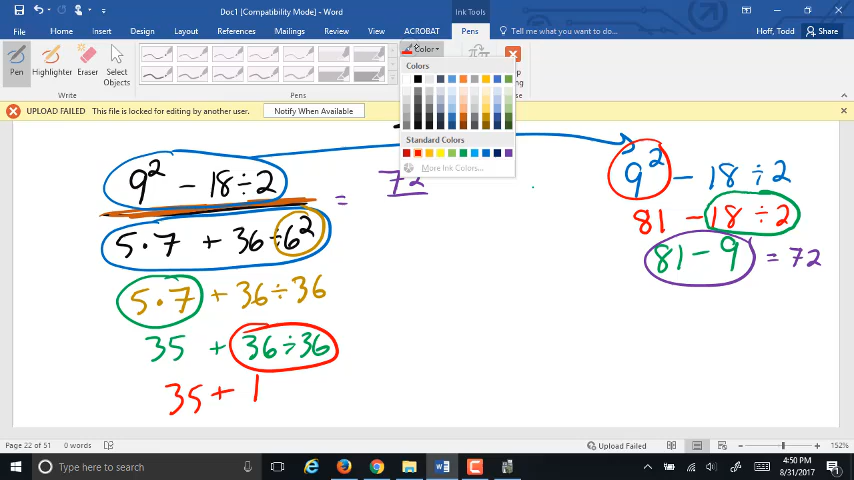 Doc1 [Compatibility Mode] - Word
Ink Tools
File Home Insert Design Layout References Mailings Review View ACROBAT Pens Tell me what you want to do... Hoff, Todd Share
Pen Highlighter Eraser Select Objects
Color
Write Pens
Colors
Standard Colors
More Ink Colors...
UPLOAD FAILED This file is locked for editing by another user. Notify When Available
9² - 18 ÷ 2
= 72
5 · 7 + 36 ÷ 6²
5 · 7 + 36 ÷ 36
35 + 36 ÷ 36
35 + 1
9² - 18 ÷ 2
81 - 18 ÷ 2
81 - 9 = 72
Page 22 of 51 0 words Upload Failed 152%
Type here to search
4:50 PM
8/31/2017